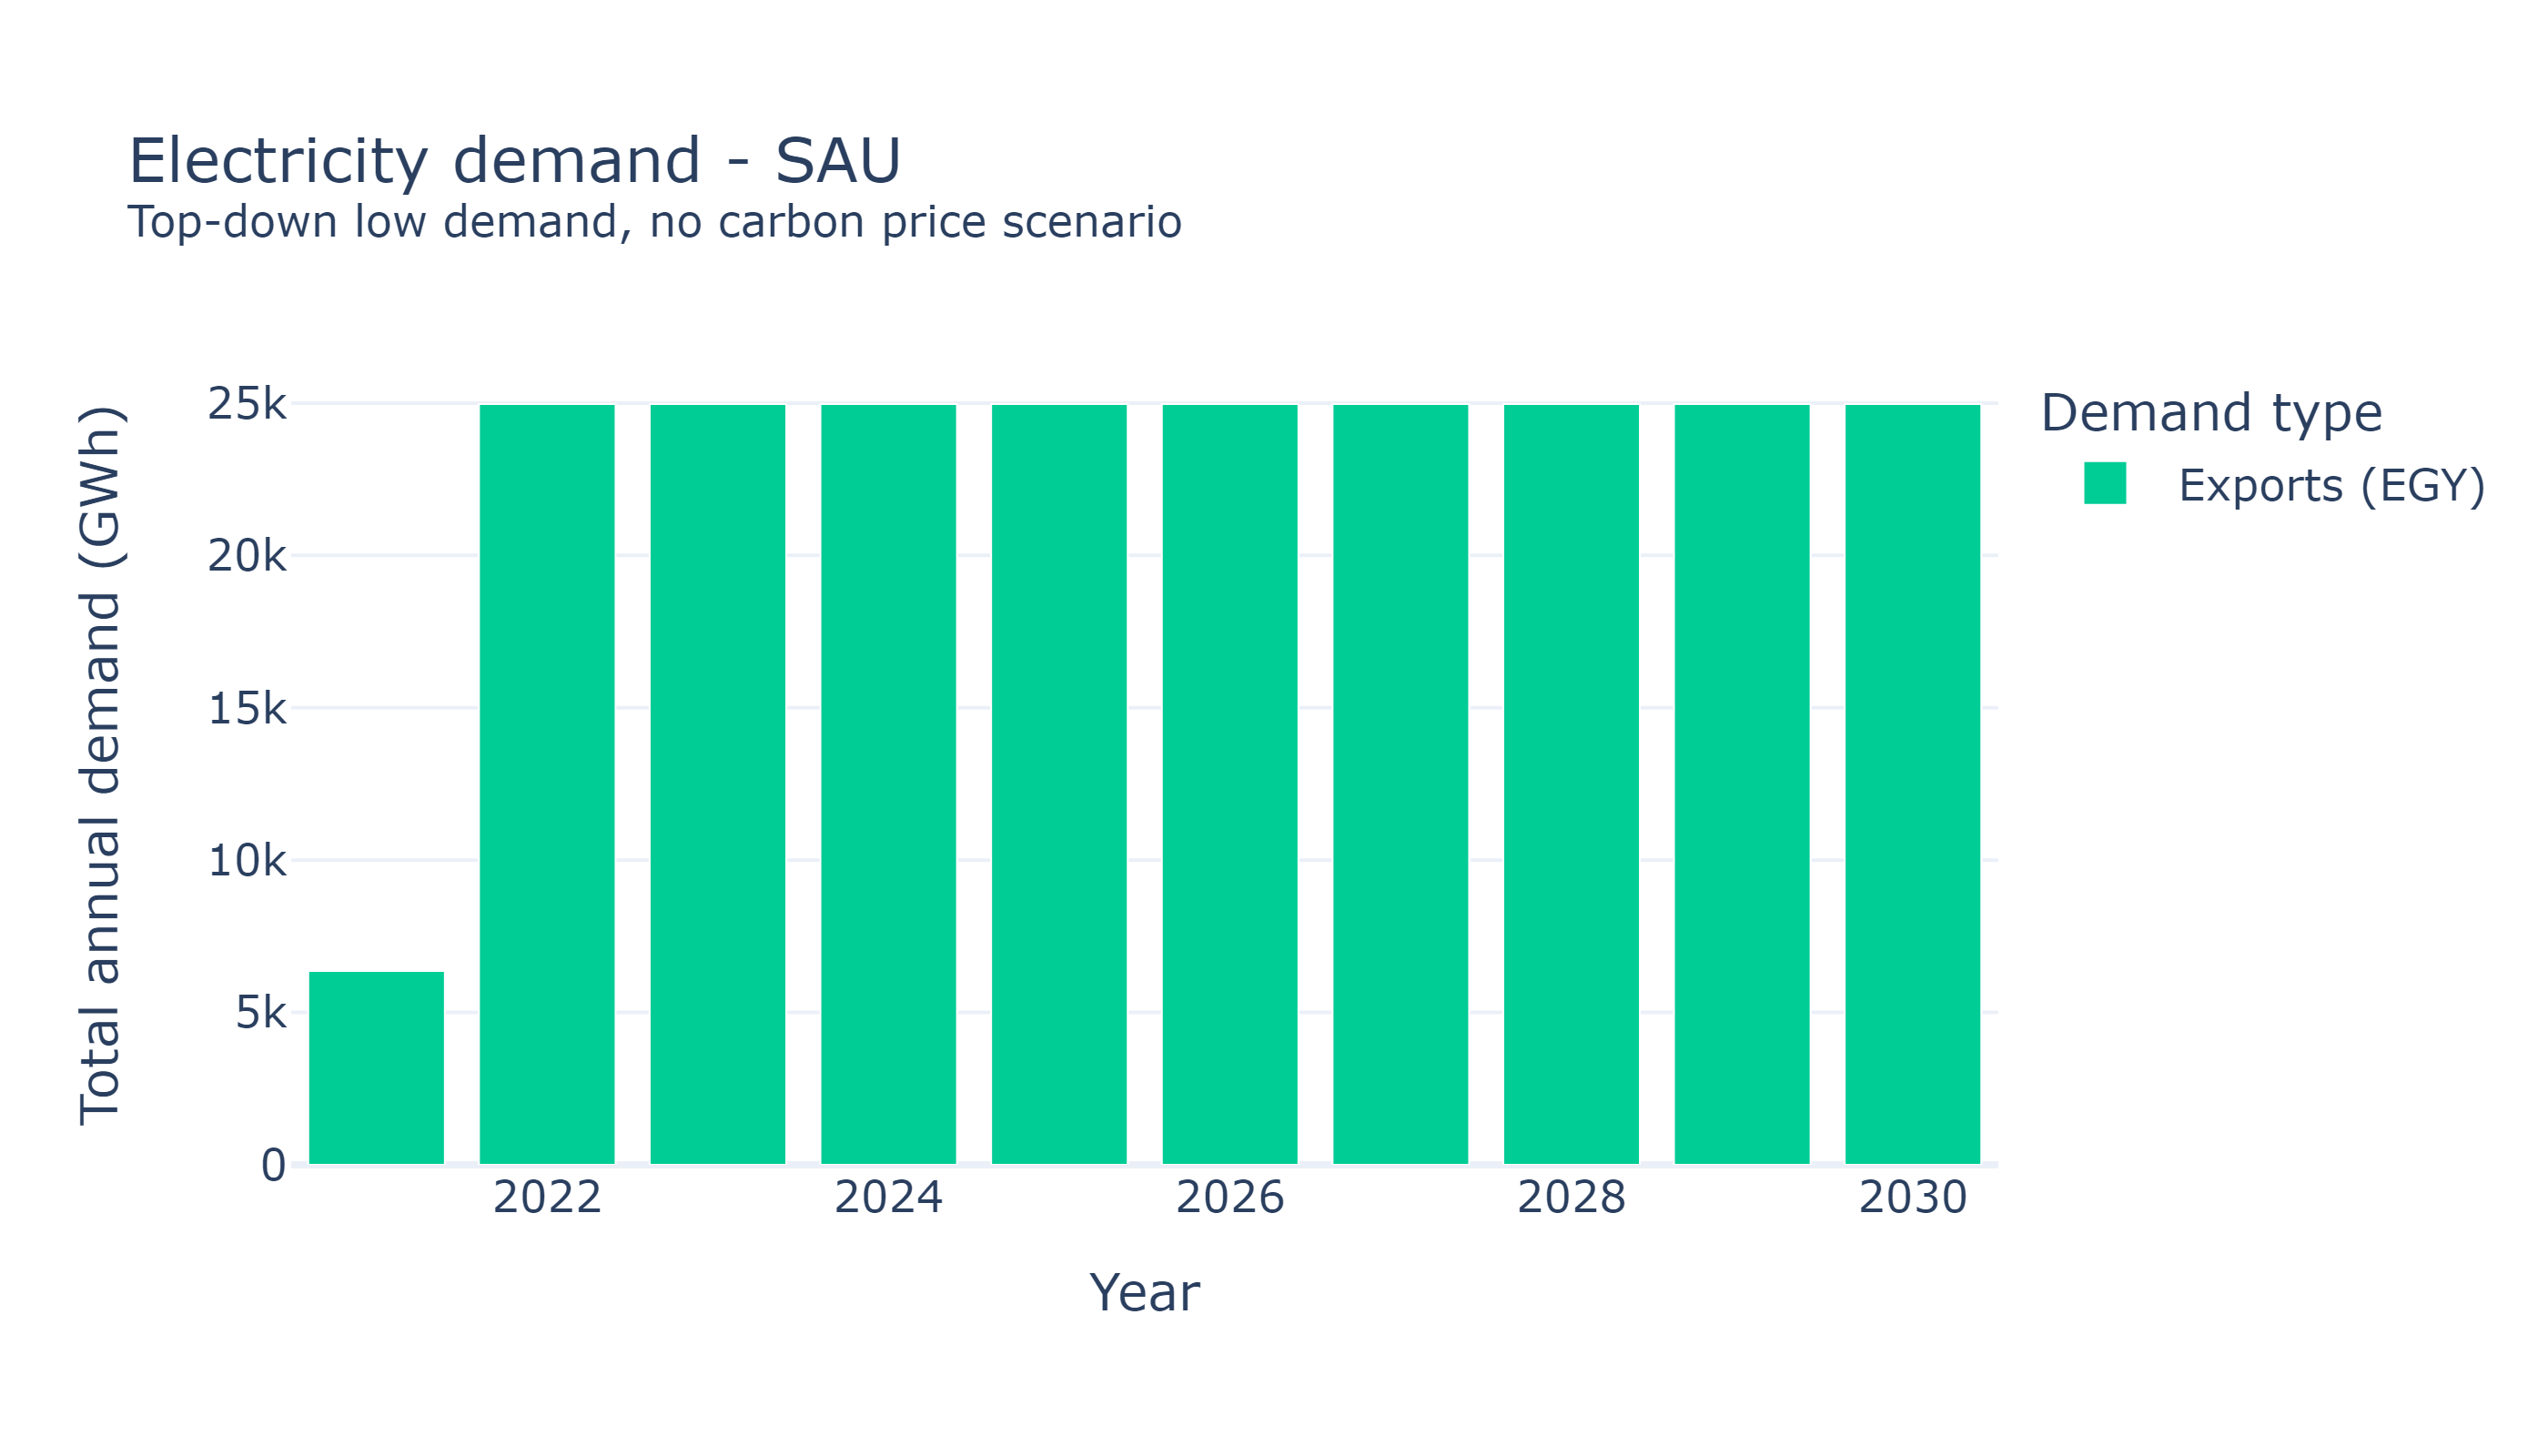 Electricity demand - SAU
Top-down low demand, no carbon price scenario
Total annual demand (GWh)
25k
20k
15k
10k
5k
0
2022
2024
2026
2028
2030
Year
Demand type
Exports (EGY)